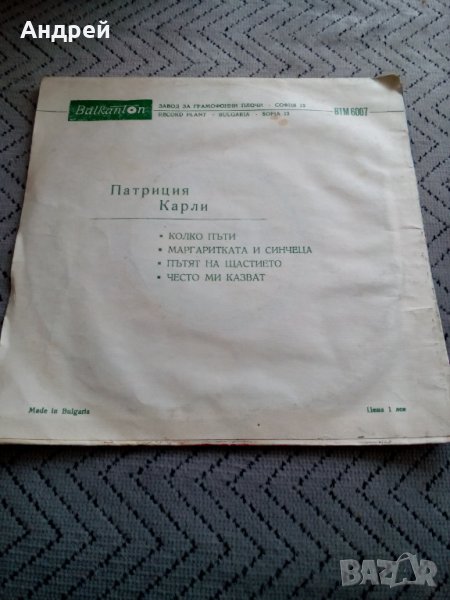 Андрей
Balkanton
ЗАВОД ЗА ГРАМОФОННИ ПЛОЧИ - СОФИЯ 13
RECORD PLANT - BULGARIA - SOFIA 13
ВТМ 6007
Патриция
Карли
• КОЛКО ПЪТИ
• МАРГАРИТКАТА И СИНЧЕЦА
• ПЪТЯТ НА ЩАСТИЕТО
• ЧЕСТО МИ КАЗВАТ
Made in Bulgaria
Цена 1 лев
BAZAR